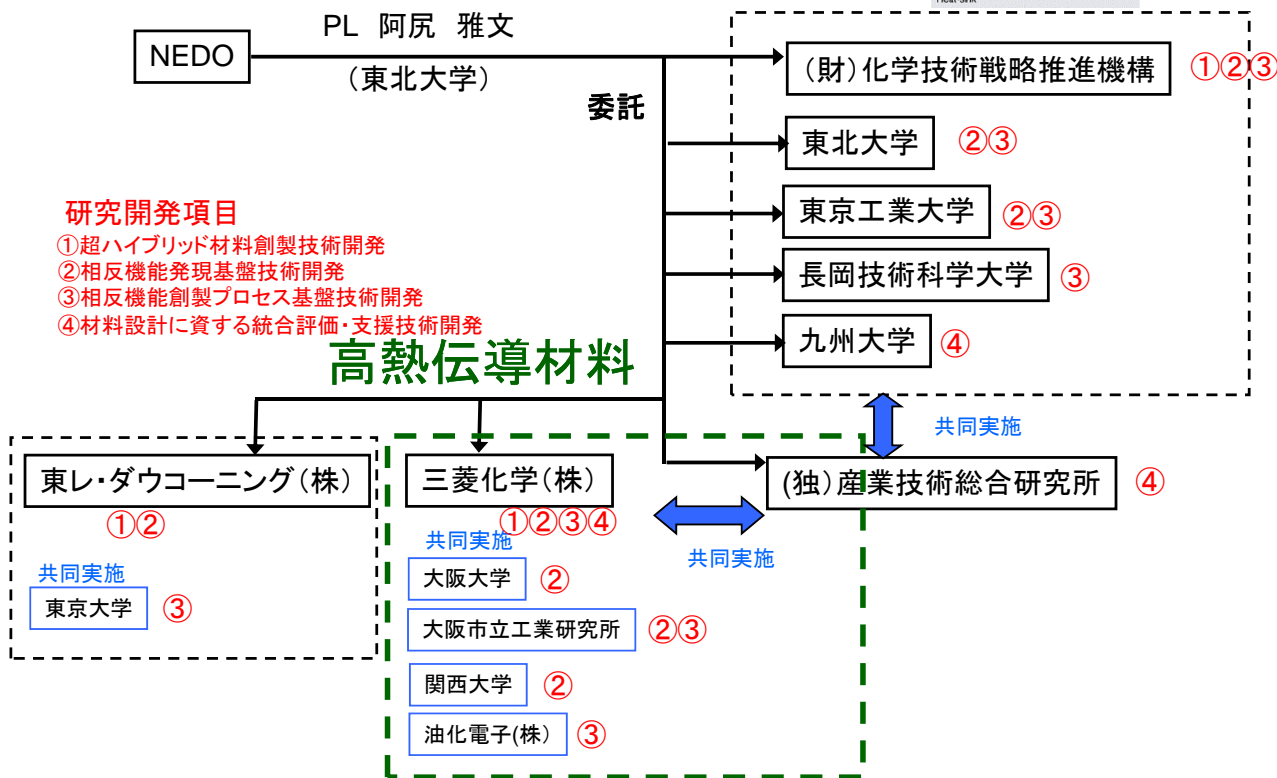 Heat sink
PL 阿尻 雅文
NEDO
(東北大学)
委託
(財)化学技術戦略推進機構 ①②③
東北大学 ②③
東京工業大学 ②③
長岡技術科学大学 ③
九州大学 ④
研究開発項目
①超ハイブリッド材料創製技術開発
②相反機能発現基盤技術開発
③相反機能創製プロセス基盤技術開発
④材料設計に資する統合評価・支援技術開発
高熱伝導材料
共同実施
東レ・ダウコーニング(株)
①②
共同実施
東京大学 ③
三菱化学(株)
①②③④
共同実施
大阪大学 ②
大阪市立工業研究所 ②③
関西大学 ②
油化電子(株) ③
共同実施
(独)産業技術総合研究所 ④